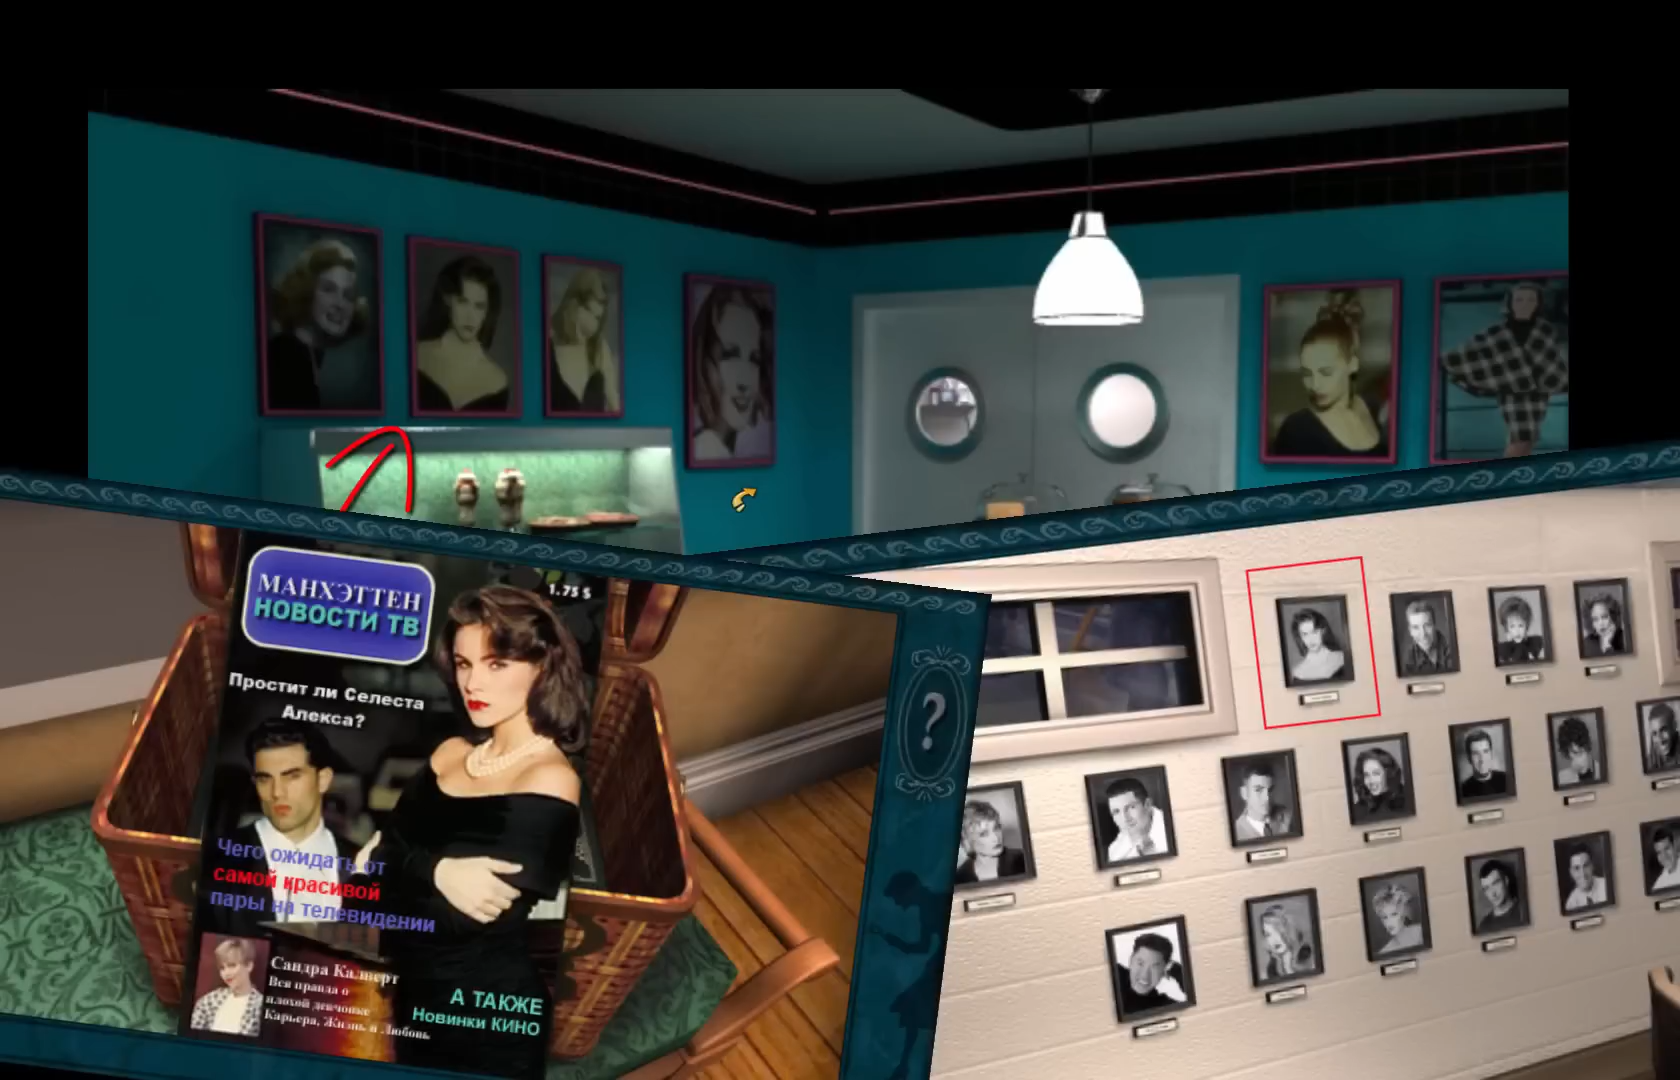 МАНХЭТТЕН
НОВОСТИ ТВ
1.75 $
Простит ли Селеста
Алекса?
Чего ожидать от
самой красивой
пары на телевидении
Сандра Калверт
Вся правда о
плохой девчонке
Карьера, Жизнь и Любовь
А ТАКЖЕ
Новинки КИНО
?